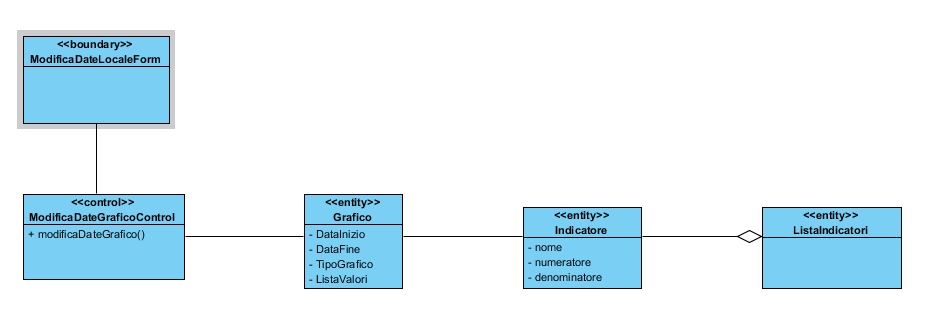 <<boundary>>
ModificaDateLocaleForm
<<control>>
ModificaDateGraficoControl
+ modificaDateGrafico()
<<entity>>
Grafico
- DataInizio
- DataFine
- TipoGrafico
- ListaValori
<<entity>>
Indicatore
- nome
- numeratore
- denominatore
<<entity>>
ListaIndicatori